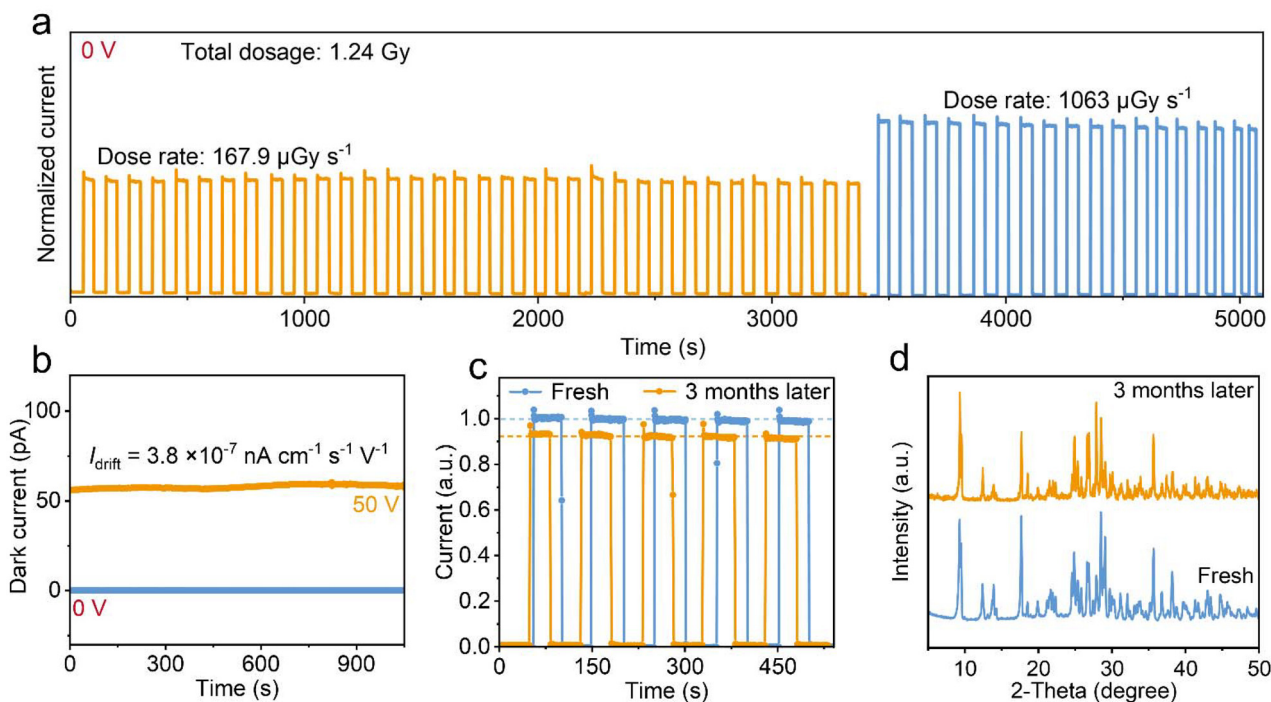 a
0 V
Total dosage: 1.24 Gy
Dose rate: 1063 µGy s⁻¹
Dose rate: 167.9 µGy s⁻¹
Normalized current
0
1000
2000
3000
4000
5000
Time (s)
b
100
50
0
Dark current (pA)
Idrift = 3.8 ×10⁻⁷ nA cm⁻¹ s⁻¹ V⁻¹
50 V
0 V
0
300
600
900
Time (s)
c
Fresh
3 months later
1.0
0.8
0.6
0.4
0.2
0.0
Current (a.u.)
0
150
300
450
Time (s)
d
3 months later
Fresh
Intensity (a.u.)
10
20
30
40
50
2-Theta (degree)